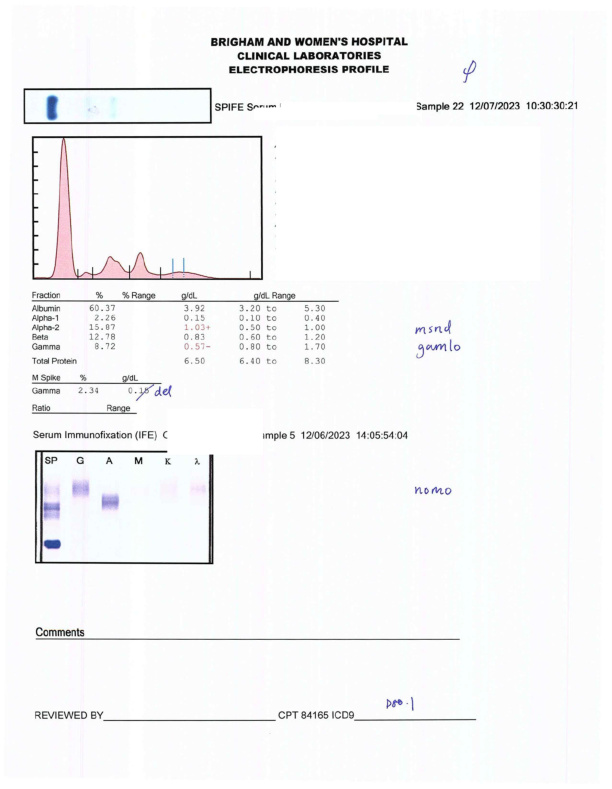 BRIGHAM AND WOMEN'S HOSPITAL
CLINICAL LABORATORIES
ELECTROPHORESIS PROFILE
φ
SPIFE Serum Sample 22 12/07/2023 10:30:30:21
Fraction % % Range g/dL g/dL Range
Albumin 60.37 3.92 3.20 to 5.30
Alpha-1 2.26 0.15 0.10 to 0.40
Alpha-2 15.87 1.03+ 0.50 to 1.00
Beta 12.78 0.83 0.60 to 1.20
Gamma 8.72 0.57- 0.80 to 1.70
Total Protein 6.50 6.40 to 8.30
msnd
gamlo
M Spike % g/dL
Gamma 2.34 0.15 del
Ratio Range
Serum Immunofixation (IFE) 5 12/06/2023 14:05:54:04
SP G A M K λ
nomo
Comments
REVIEWED BY CPT 84165 ICD9